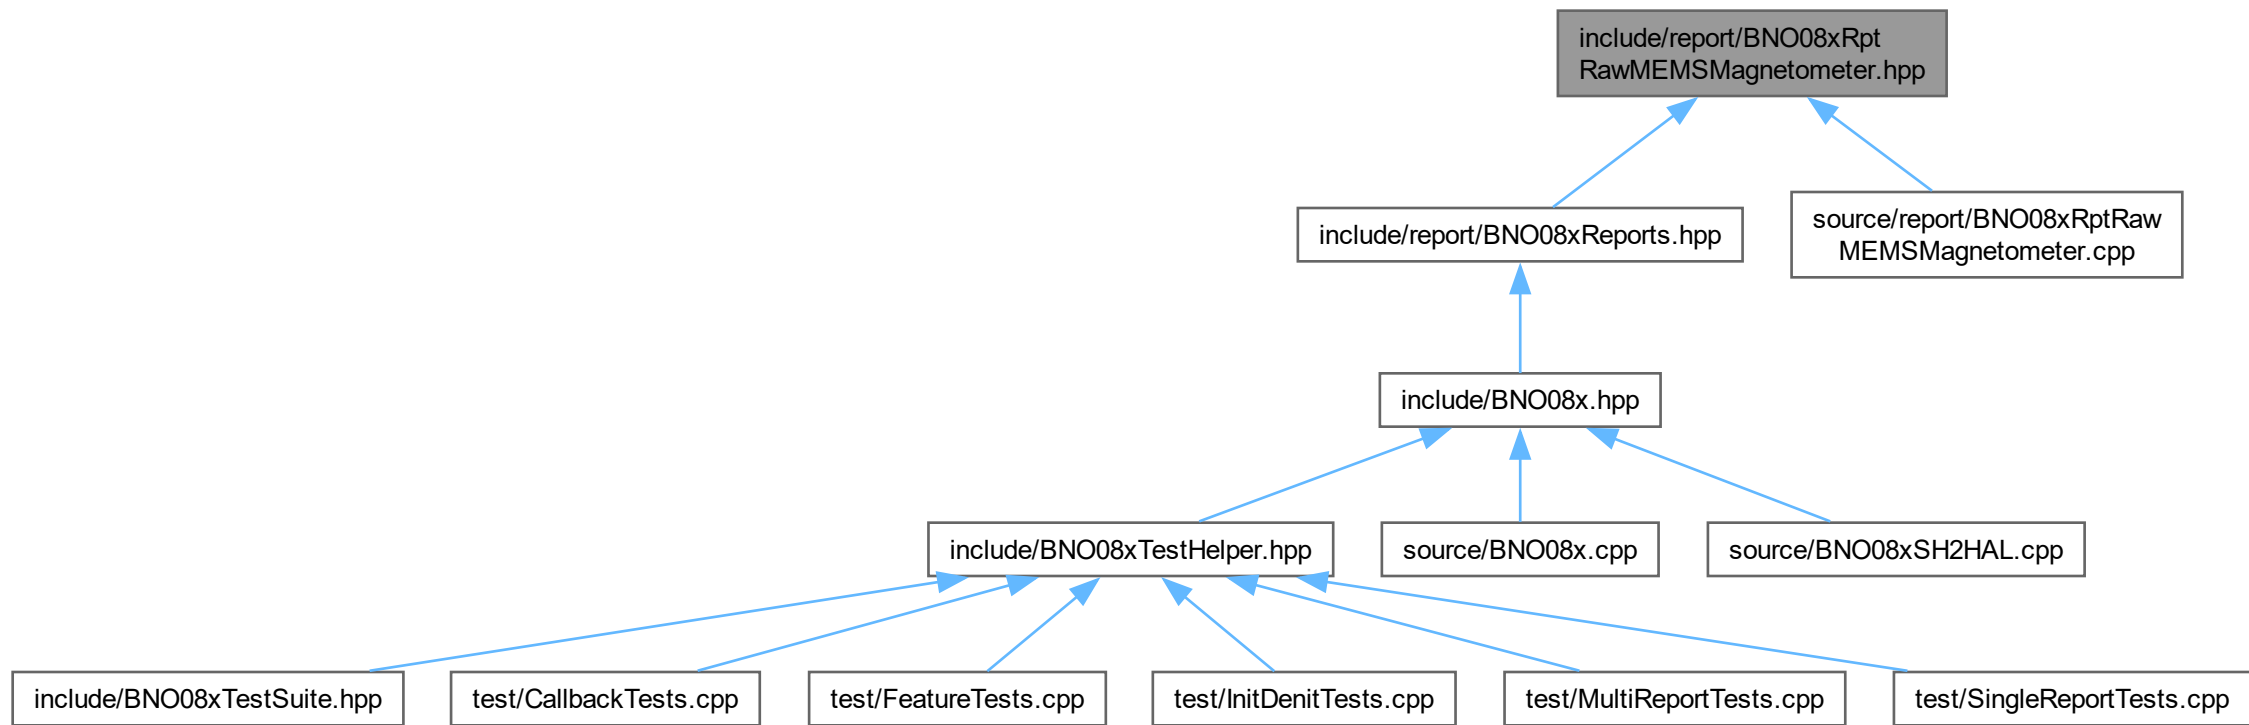 include/report/BNO08xRpt
RawMEMSMagnetometer.hpp
include/report/BNO08xReports.hpp
source/report/BNO08xRptRaw
MEMSMagnetometer.cpp
include/BNO08x.hpp
include/BNO08xTestHelper.hpp
source/BNO08x.cpp
source/BNO08xSH2HAL.cpp
include/BNO08xTestSuite.hpp
test/CallbackTests.cpp
test/FeatureTests.cpp
test/InitDenitTests.cpp
test/MultiReportTests.cpp
test/SingleReportTests.cpp